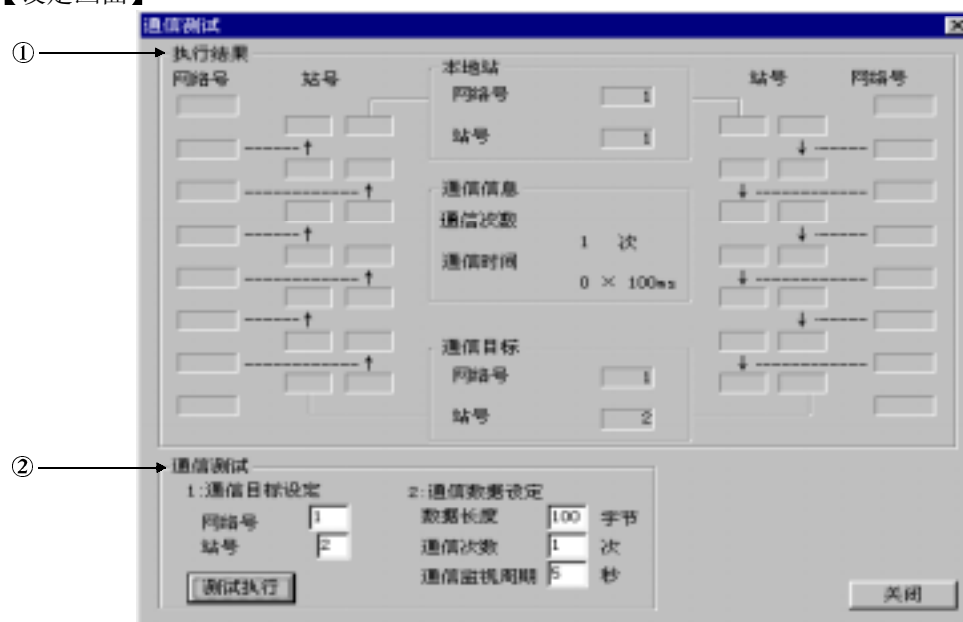 【设定画面】
通信测试
①
执行结果
网络号 站号
本地站
网络号 1
站号 1
站号 网络号
通信信息
通信次数
1 次
通信时间
0 × 100ms
通信目标
网络号 1
站号 2
②
通信测试
1:通信目标设定
网络号 1
站号 2
测试执行
2:通信数据设定
数据长度 100 字节
通信次数 1 次
通信监视周期 5 秒
关闭